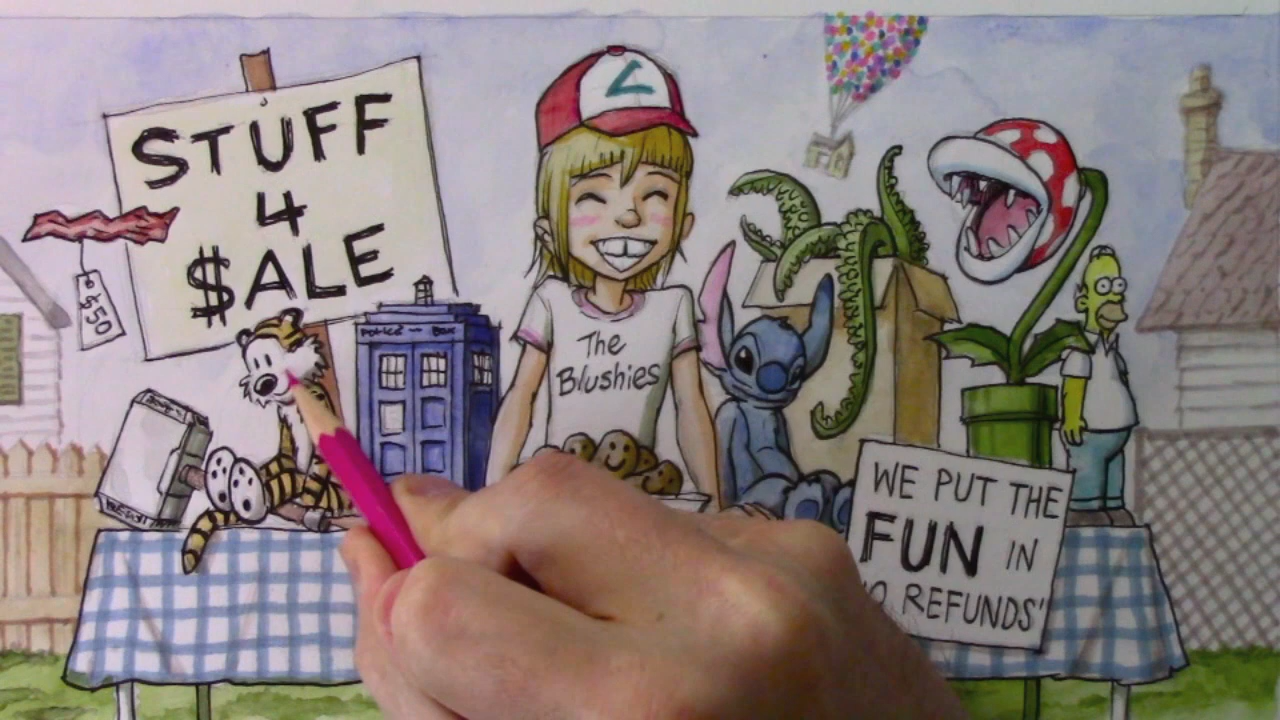 STUFF
4
$ALE
$50
POLICE BOX
The
Blushies
WE PUT THE
FUN IN
REFUNDS'